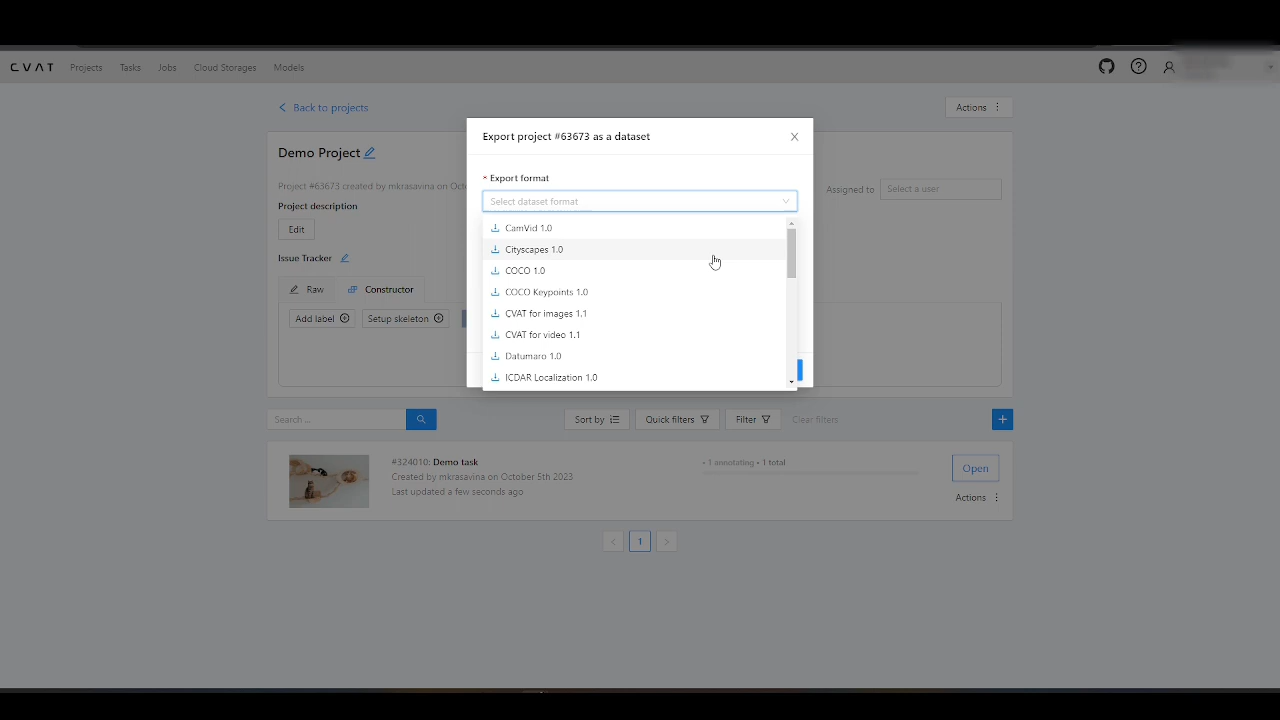 CVAT Projects Tasks Jobs Cloud Storages Models
Back to projects
Actions
Export project #63673 as a dataset
Demo Project
* Export format
Project #63673 created by mkrasavina on
Assigned to Select a user
Select dataset format
Project description
Edit
CamVid 1.0
Cityscapes 1.0
Issue Tracker
COCO 1.0
Raw Constructor
COCO Keypoints 1.0
Add label Setup skeleton
CVAT for images 1.1
CVAT for video 1.1
Datumaro 1.0
ICDAR Localization 1.0
Search ... Sort by Quick filters Filter Clear filters
#324010: Demo task
• 1 annotating • 1 total
Open
Created by mkrasavina on October 5th 2023
Last updated a few seconds ago
Actions
1